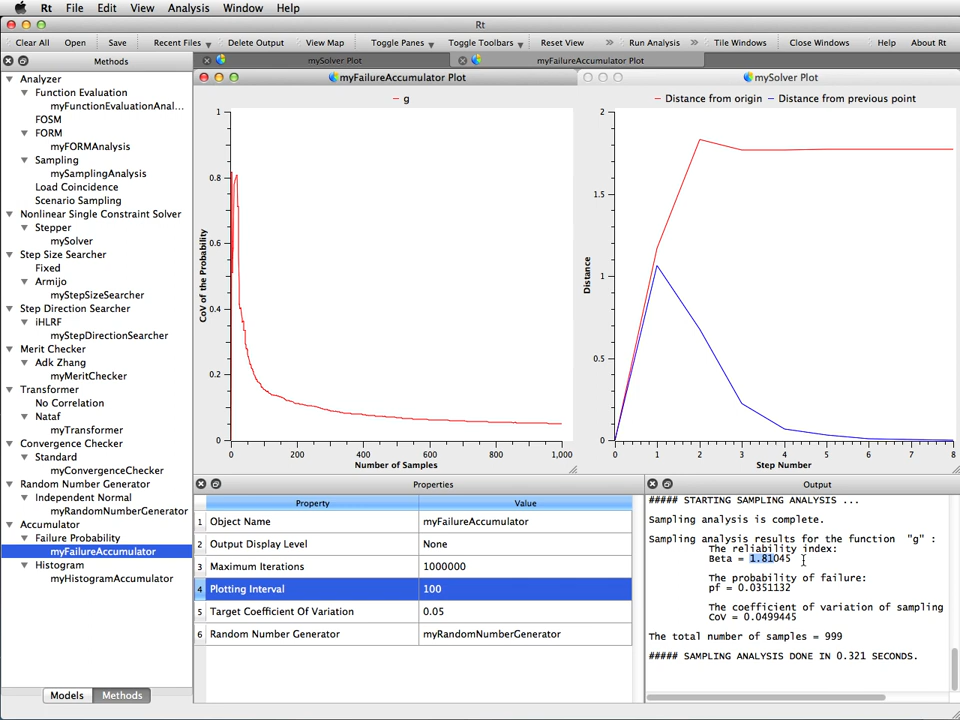 Rt File Edit View Analysis Window Help
Rt
Clear All Open Save Recent Files Delete Output View Map Toggle Panes Toggle Toolbars Reset View » Run Analysis » Tile Windows Close Windows Help About Rt
Methods
Analyzer
Function Evaluation
myFunctionEvaluationAnal...
FOSM
FORM
myFORMAnalysis
Sampling
mySamplingAnalysis
Load Coincidence
Scenario Sampling
Nonlinear Single Constraint Solver
Stepper
mySolver
Step Size Searcher
Fixed
Armijo
myStepSizeSearcher
Step Direction Searcher
iHLRF
myStepDirectionSearcher
Merit Checker
Adk Zhang
myMeritChecker
Transformer
No Correlation
Nataf
myTransformer
Convergence Checker
Standard
myConvergenceChecker
Random Number Generator
Independent Normal
myRandomNumberGenerator
Accumulator
Failure Probability
myFailureAccumulator
Histogram
myHistogramAccumulator
Models Methods
mySolver Plot
myFailureAccumulator Plot
myFailureAccumulator Plot
g
1
0.8
0.6
0.4
0.2
0
CoV of the Probability
0 200 400 600 800 1,000
Number of Samples
mySolver Plot
Distance from origin Distance from previous point
2
1.5
1
0.5
0
Distance
0 1 2 3 4 5 6 7 8
Step Number
Properties
Property Value
1 Object Name myFailureAccumulator
2 Output Display Level None
3 Maximum Iterations 1000000
4 Plotting Interval 100
5 Target Coefficient Of Variation 0.05
6 Random Number Generator myRandomNumberGenerator
Output
##### STARTING SAMPLING ANALYSIS ...
Sampling analysis is complete.
Sampling analysis results for the function "g" :
The reliability index:
Beta = 1.81045
The probability of failure:
pf = 0.0351132
The coefficient of variation of sampling
CoV = 0.0499445
The total number of samples = 999
##### SAMPLING ANALYSIS DONE IN 0.321 SECONDS.